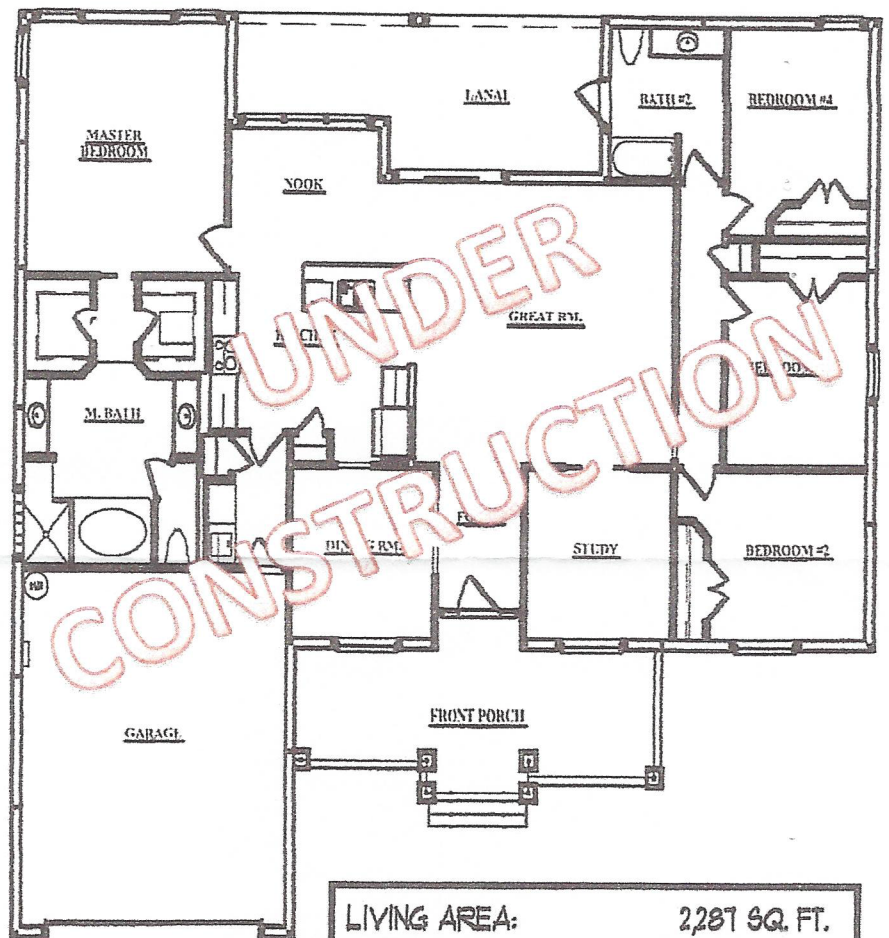 LANAI
BATH #2
BEDROOM #4
MASTER
BEDROOM
NOOK
GREAT RM.
M. BATH
STUDY
BEDROOM #2
GARAGE
FRONT PORCH
UNDER
CONSTRUCTION
LIVING AREA: 2,287 SQ. FT.